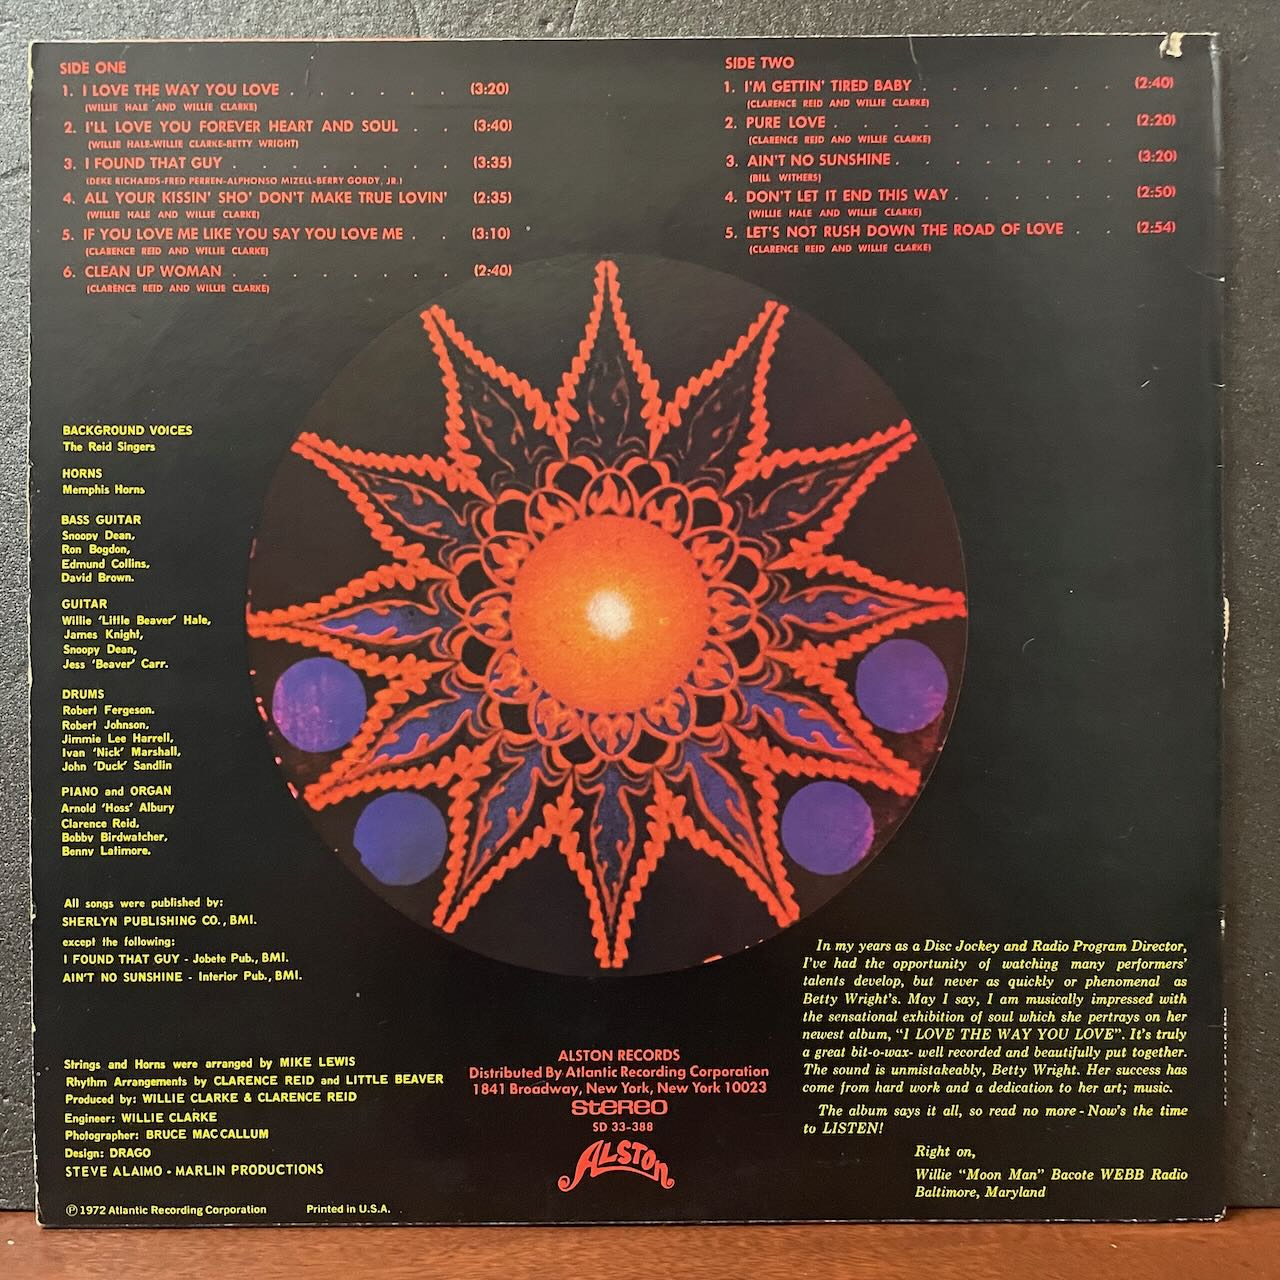 SIDE ONE
1. I LOVE THE WAY YOU LOVE . . . . . . . (3:20)
(WILLIE HALE AND WILLIE CLARKE)
2. I'LL LOVE YOU FOREVER HEART AND SOUL . . (3:40)
(WILLIE HALE-WILLIE CLARKE-BETTY WRIGHT)
3. I FOUND THAT GUY . . . . . . . . . (3:35)
(DEKE RICHARDS-FRED PERREN-ALPHONSO MIZELL-BERRY GORDY, JR.)
4. ALL YOUR KISSIN' SHO' DON'T MAKE TRUE LOVIN' (2:35)
(WILLIE HALE AND WILLIE CLARKE)
5. IF YOU LOVE ME LIKE YOU SAY YOU LOVE ME . . (3:10)
(CLARENCE REID AND WILLIE CLARKE)
6. CLEAN UP WOMAN . . . . . . . . . (2:40)
(CLARENCE REID AND WILLIE CLARKE)
SIDE TWO
1. I'M GETTIN' TIRED BABY . . . . . . . (2:40)
(CLARENCE REID AND WILLIE CLARKE)
2. PURE LOVE . . . . . . . . . . (2:20)
(CLARENCE REID AND WILLIE CLARKE)
3. AIN'T NO SUNSHINE . . . . . . . . (3:20)
(BILL WITHERS)
4. DON'T LET IT END THIS WAY . . . . . . (2:50)
(WILLIE HALE AND WILLIE CLARKE)
5. LET'S NOT RUSH DOWN THE ROAD OF LOVE . . (2:54)
(CLARENCE REID AND WILLIE CLARKE)
BACKGROUND VOICES
The Reid Singers
HORNS
Memphis Horns
BASS GUITAR
Snoopy Dean,
Ron Bogdon,
Edmund Collins,
David Brown.
GUITAR
Willie 'Little Beaver' Hale,
James Knight,
Snoopy Dean,
Jess 'Beaver' Carr.
DRUMS
Robert Fergeson.
Robert Johnson,
Jimmie Lee Harrell,
Ivan 'Nick' Marshall,
John 'Duck' Sandlin
PIANO and ORGAN
Arnold 'Hoss' Albury
Clarence Reid,
Bobby Birdwatcher,
Benny Latimore.
All songs were published by:
SHERLYN PUBLISHING CO., BMI.
except the following:
I FOUND THAT GUY - Jobete Pub., BMI.
AIN'T NO SUNSHINE - Interior Pub., BMI.
Strings and Horns were arranged by MIKE LEWIS
Rhythm Arrangements by CLARENCE REID and LITTLE BEAVER
Produced by: WILLIE CLARKE & CLARENCE REID
Engineer: WILLIE CLARKE
Photographer: BRUCE MACCALLUM
Design: DRAGO
STEVE ALAIMO - MARLIN PRODUCTIONS
℗ 1972 Atlantic Recording Corporation Printed in U.S.A.
ALSTON RECORDS
Distributed By Atlantic Recording Corporation
1841 Broadway, New York, New York 10023
STEREO
SD 33-388
ALSTON
In my years as a Disc Jockey and Radio Program Director,
I've had the opportunity of watching many performers'
talents develop, but never as quickly or phenomenal as
Betty Wright's. May I say, I am musically impressed with
the sensational exhibition of soul which she portrays on her
newest album, "I LOVE THE WAY YOU LOVE". It's truly
a great bit-o-wax- well recorded and beautifully put together.
The sound is unmistakeably, Betty Wright. Her success has
come from hard work and a dedication to her art; music.
The album says it all, so read no more - Now's the time
to LISTEN!
Right on,
Willie "Moon Man" Bacote WEBB Radio
Baltimore, Maryland